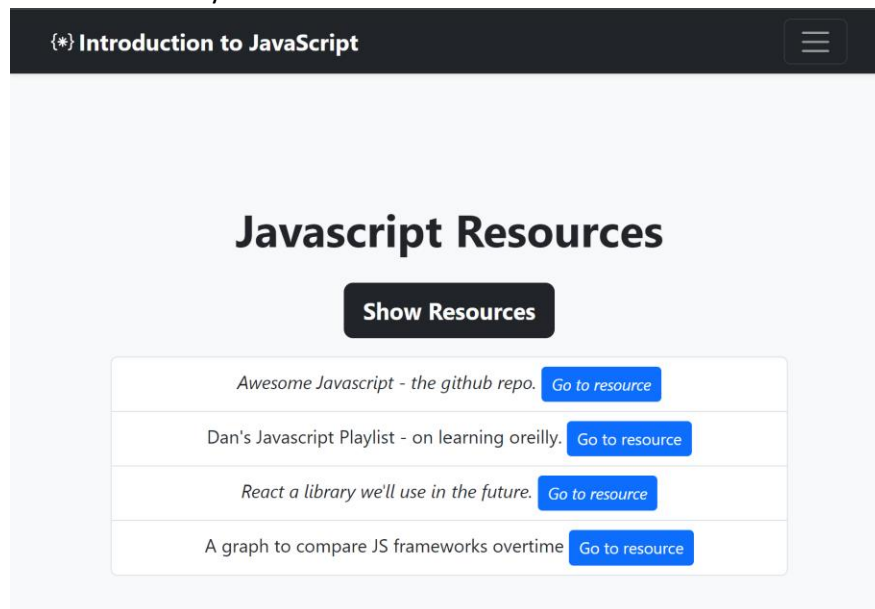 {*} Introduction to JavaScript
Javascript Resources
Show Resources
Awesome Javascript - the github repo. Go to resource
Dan's Javascript Playlist - on learning oreilly. Go to resource
React a library we'll use in the future. Go to resource
A graph to compare JS frameworks overtime Go to resource